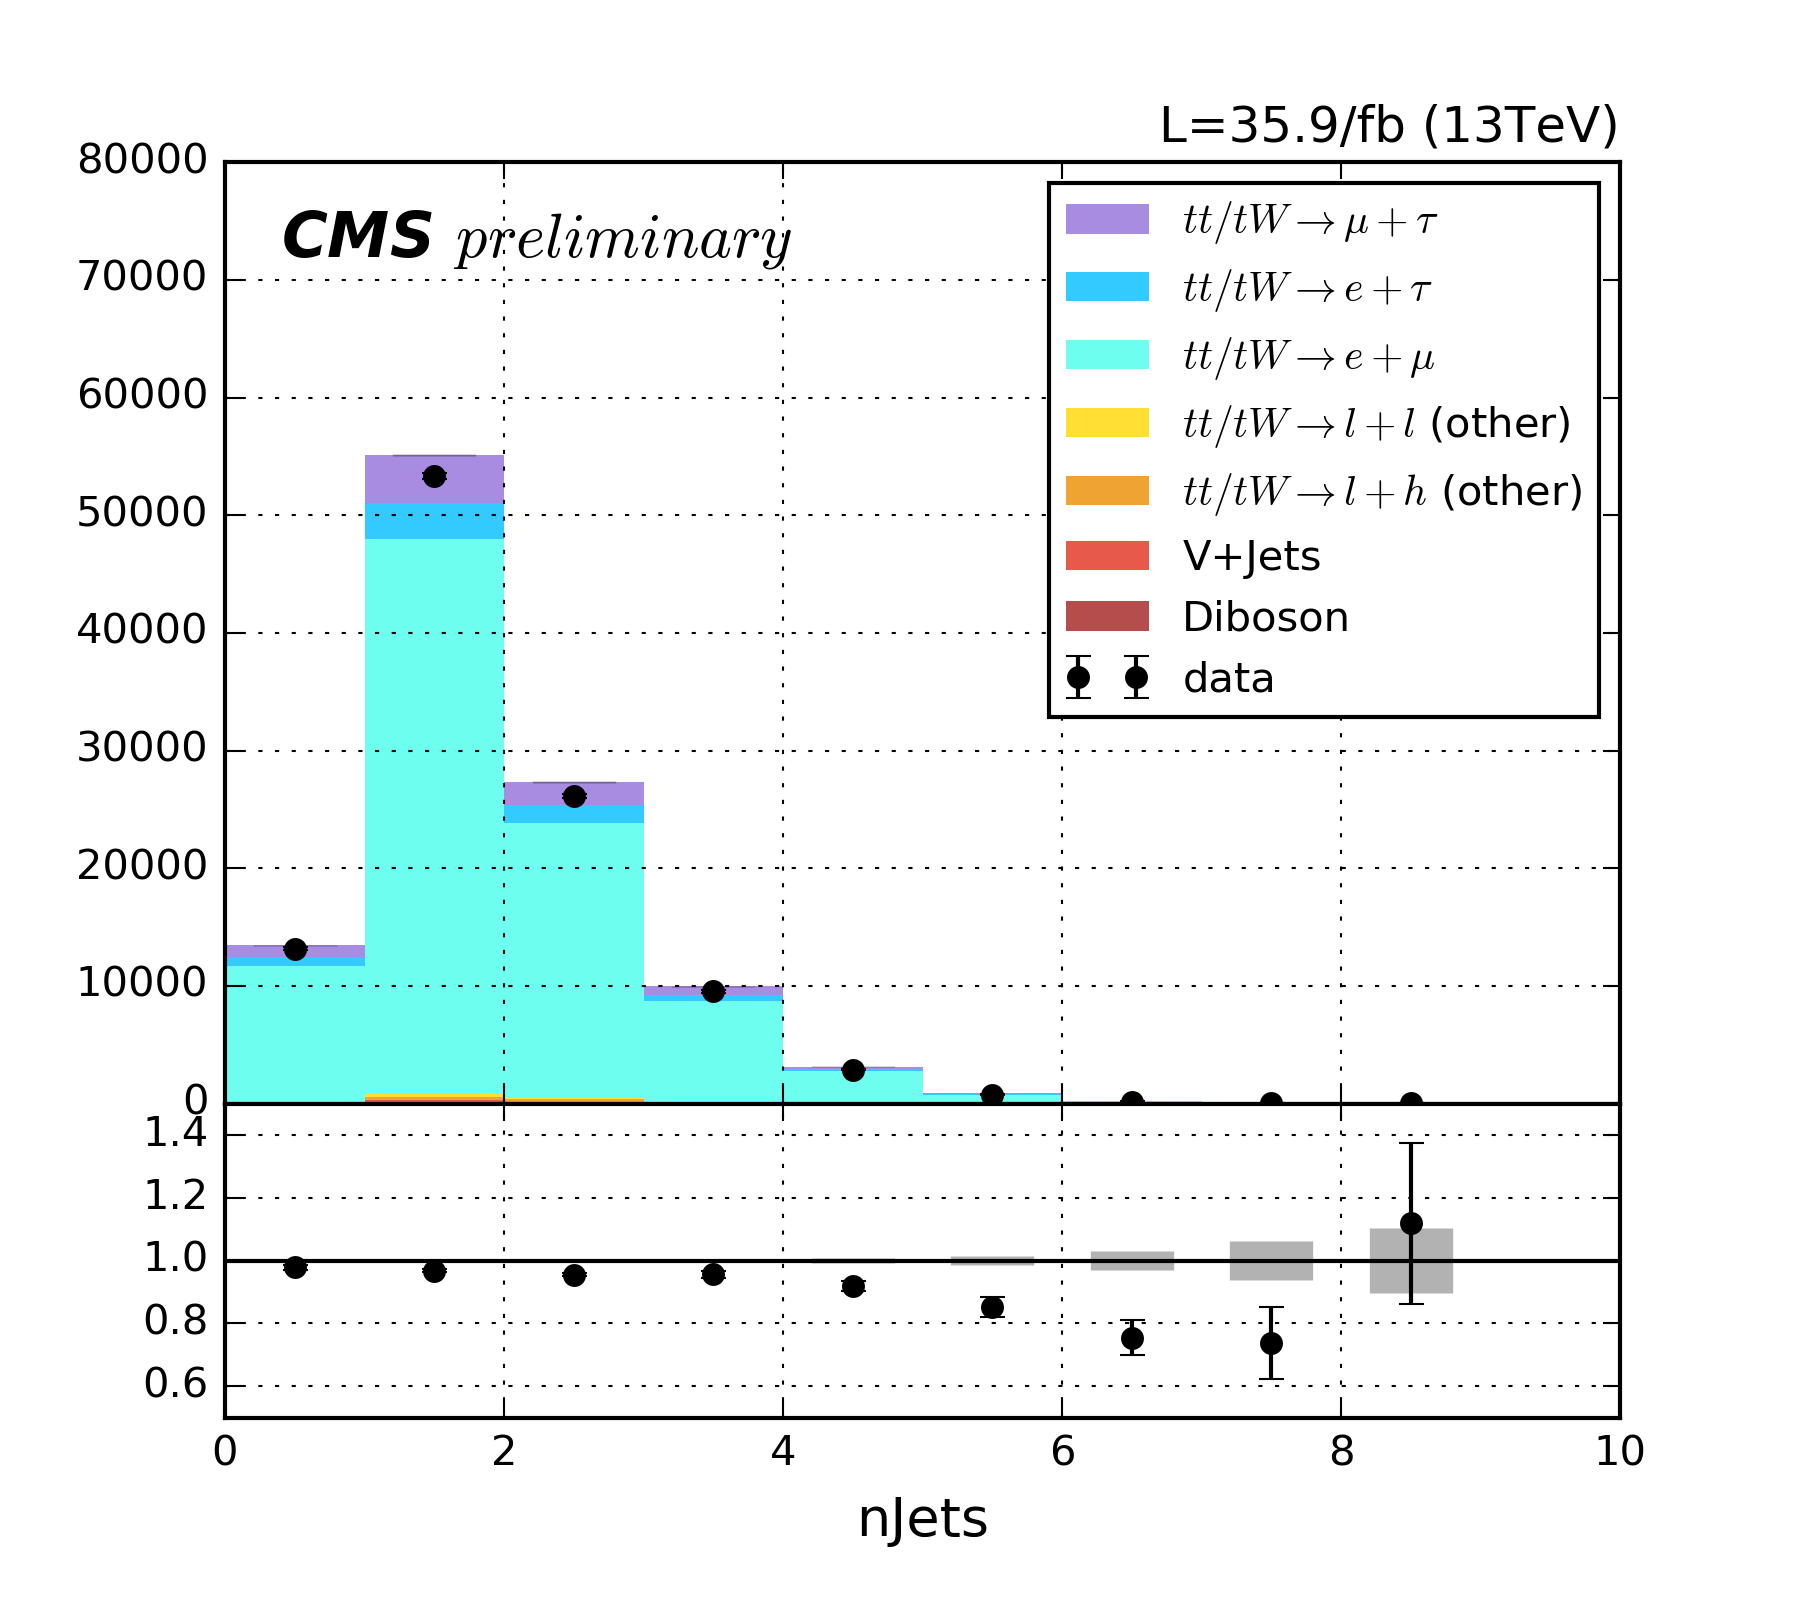 L=35.9/fb (13TeV)
CMS preliminary
80000
70000
60000
50000
40000
30000
20000
10000
0
tt/tW→μ+τ
tt/tW→e+τ
tt/tW→e+μ
tt/tW→l+l (other)
tt/tW→l+h (other)
V+Jets
Diboson
data
1.4
1.2
1.0
0.8
0.6
0 2 4 6 8 10
nJets